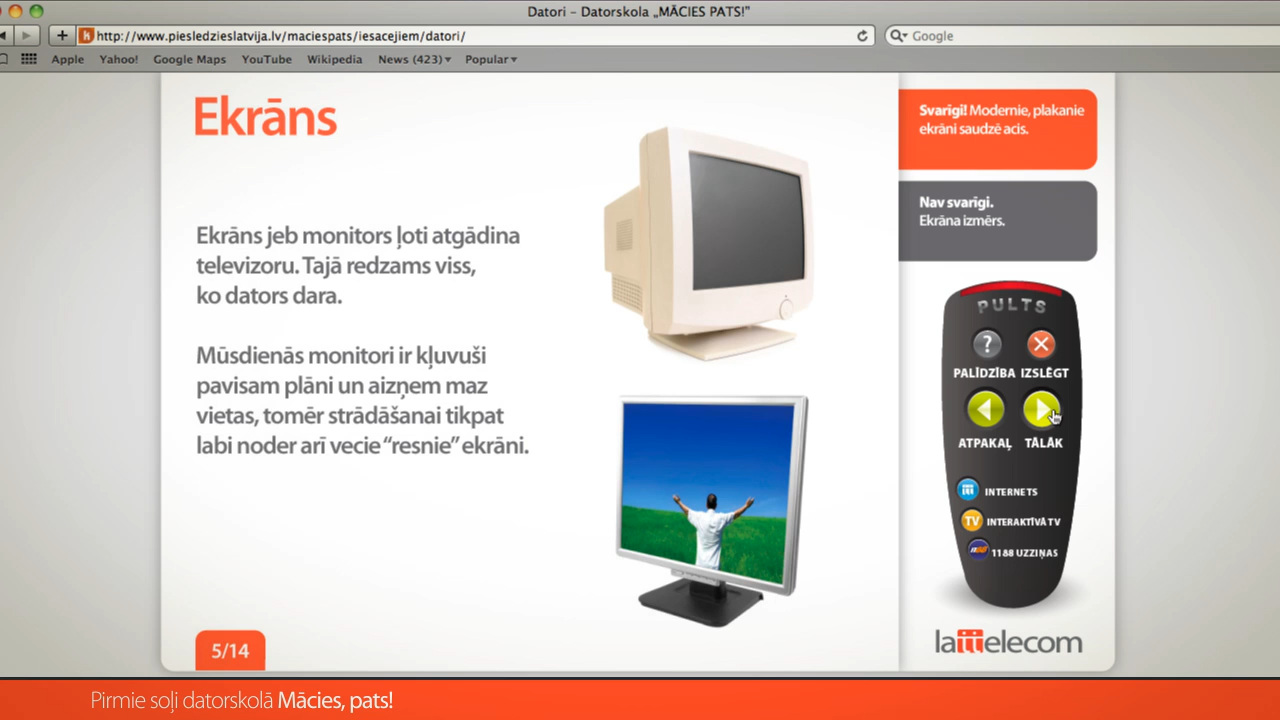 Datori – Datorskola „MĀCIES PATS!"
http://www.piesledzieslatvija.lv/maciespats/iesacejiem/datori/
Google
Apple Yahoo! Google Maps YouTube Wikipedia News (423) Popular
Ekrāns
Ekrāns jeb monitors ļoti atgādina
televizoru. Tajā redzams viss,
ko dators dara.
Mūsdienās monitori ir kļuvuši
pavisam plāni un aizņem maz
vietas, tomēr strādāšanai tikpat
labi noder arī vecie “resnie” ekrāni.
5/14
Svarīgi! Modernie, plakanie
ekrāni saudzē acis.
Nav svarīgi.
Ekrāna izmērs.
PULTS
?
PALĪDZĪBA IZSLĒGT
ATPAKAĻ TĀLĀK
INTERNETS
TV INTERAKTĪVĀ TV
1188 UZZIŅAS
lattelecom
Pirmie soļi datorskolā Mācies, pats!